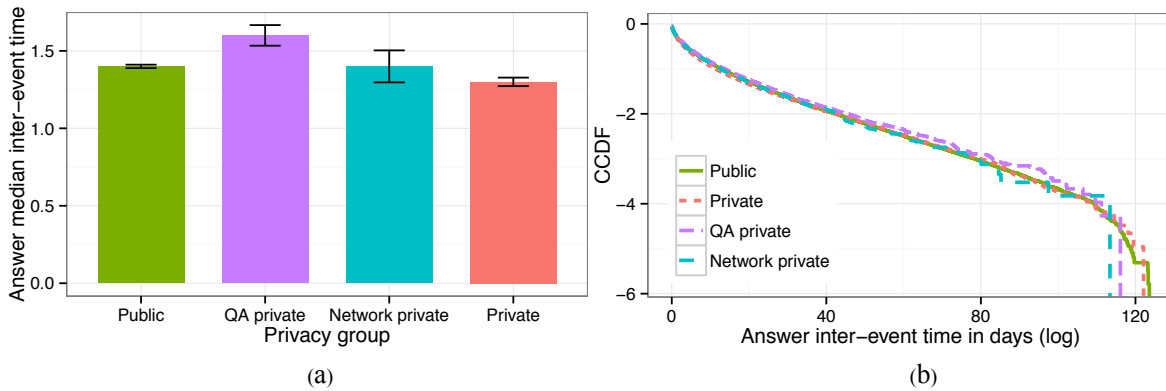 Answer median inter−event time
1.5
1.0
0.5
0.0
Public
QA private
Network private
Private
Privacy group
(a)
CCDF
0
−2
−4
−6
Public
Private
QA private
Network private
0
40
80
120
Answer inter−event time in days (log)
(b)